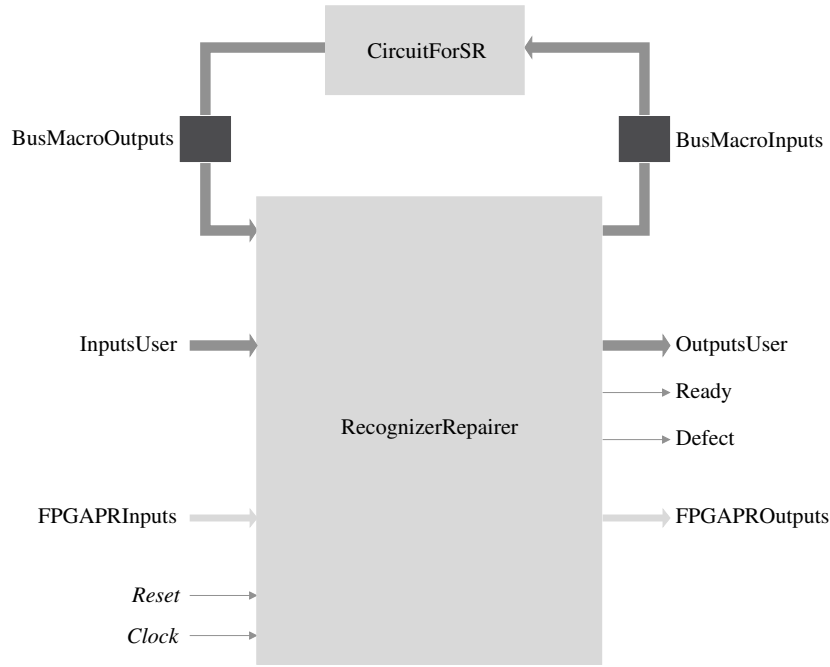 CircuitForSR
BusMacroOutputs
BusMacroInputs
InputsUser
OutputsUser
Ready
RecognizerRepairer
Defect
FPGAPRInputs
FPGAPROutputs
Reset
Clock